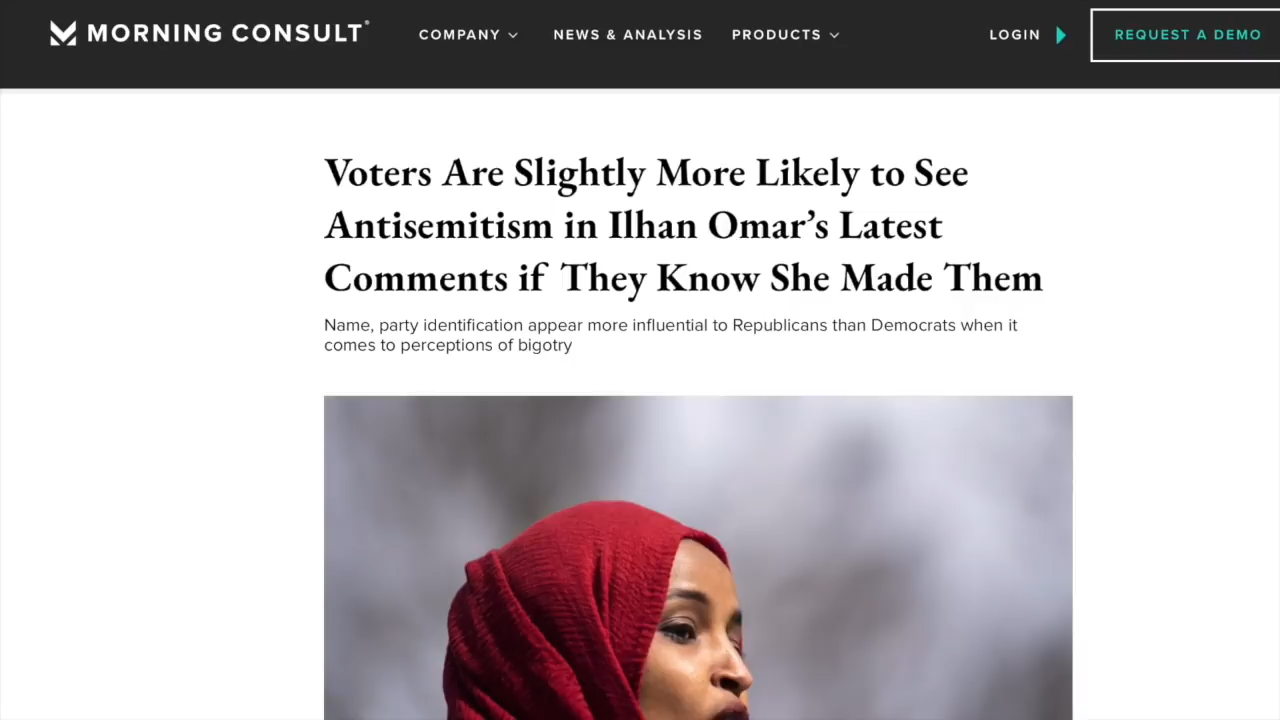 MORNING CONSULT®
COMPANY
NEWS & ANALYSIS
PRODUCTS
LOGIN
REQUEST A DEMO
Voters Are Slightly More Likely to See
Antisemitism in Ilhan Omar’s Latest
Comments if They Know She Made Them
Name, party identification appear more influential to Republicans than Democrats when it
comes to perceptions of bigotry